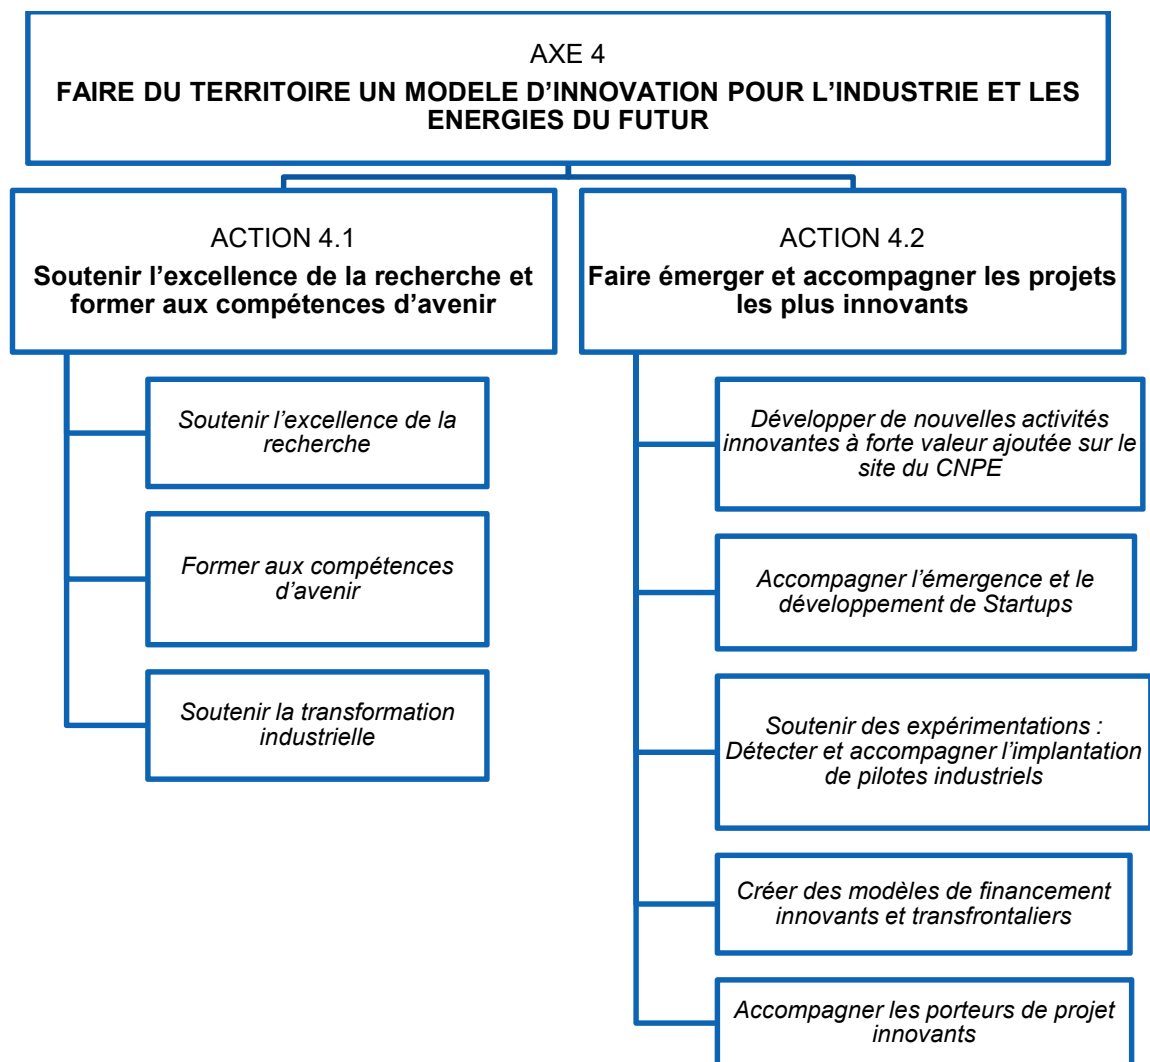 AXE 4
FAIRE DU TERRITOIRE UN MODELE D’INNOVATION POUR L’INDUSTRIE ET LES
ENERGIES DU FUTUR
ACTION 4.1
Soutenir l’excellence de la recherche et
former aux compétences d’avenir
Soutenir l’excellence de la
recherche
Former aux compétences
d’avenir
Soutenir la transformation
industrielle
ACTION 4.2
Faire émerger et accompagner les projets
les plus innovants
Développer de nouvelles activités
innovantes à forte valeur ajoutée sur le
site du CNPE
Accompagner l’émergence et le
développement de Startups
Soutenir des expérimentations :
Détecter et accompagner l’implantation
de pilotes industriels
Créer des modèles de financement
innovants et transfrontaliers
Accompagner les porteurs de projet
innovants